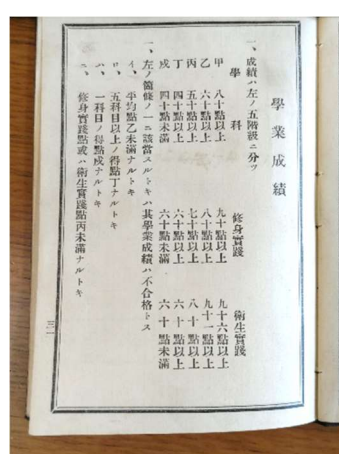 學業成績
一、成績ハ左ノ五階級ニ分ツ
學科 修身實踐 衞生實踐
甲 八十點以上 九十點以上 九十六點以上
乙 六十點以上 八十點以上 九十一點以上
丙 五十點以上 七十點以上 八十點以上
丁 四十點以上 六十點以上 六十點以上
戊 四十點未滿 六十點未滿 六十點未滿
一、左ノ箇條ノ一ニ該當スルトキハ其學業成績ハ不合格トス
イ、平均點乙未滿ナルトキ
ロ、五科目以上ノ得點丁ナルトキ
ハ、一科目ノ得點戊ナルトキ
ニ、修身實踐點或ハ衞生實踐點丙未滿ナルトキ